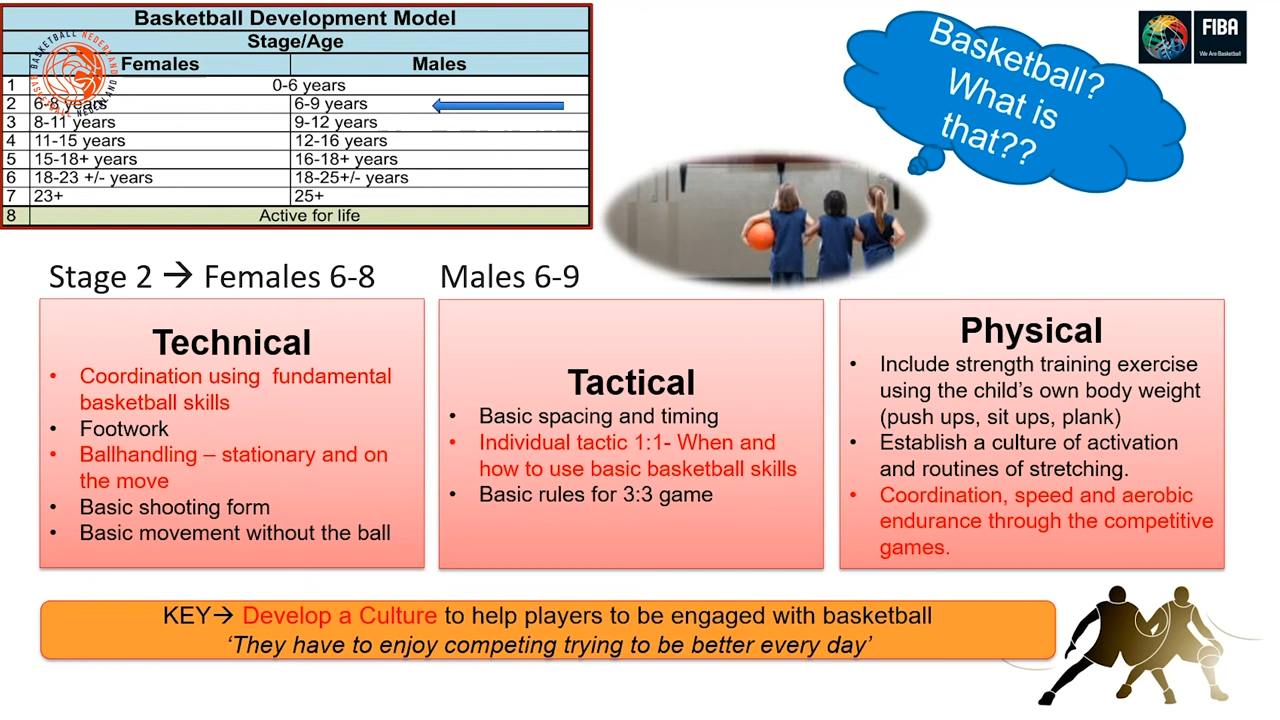 Basketball Development Model
Stage/Age
Females Males
1 0-6 years
2 6-8 years 6-9 years
3 8-11 years 9-12 years
4 11-15 years 12-16 years
5 15-18+ years 16-18+ years
6 18-23 +/- years 18-25+/- years
7 23+ 25+
8 Active for life
BASKETBALL NEDERLAND
BASKETBALL NEDERLAND
Basketball?
What is
that??
FIBA
We Are Basketball
Stage 2 → Females 6-8 Males 6-9
Technical
• Coordination using fundamental
basketball skills
• Footwork
• Ballhandling – stationary and on
the move
• Basic shooting form
• Basic movement without the ball
Tactical
• Basic spacing and timing
• Individual tactic 1:1- When and
how to use basic basketball skills
• Basic rules for 3:3 game
Physical
• Include strength training exercise
using the child's own body weight
(push ups, sit ups, plank)
• Establish a culture of activation
and routines of stretching.
• Coordination, speed and aerobic
endurance through the competitive
games.
KEY→ Develop a Culture to help players to be engaged with basketball
‘They have to enjoy competing trying to be better every day’